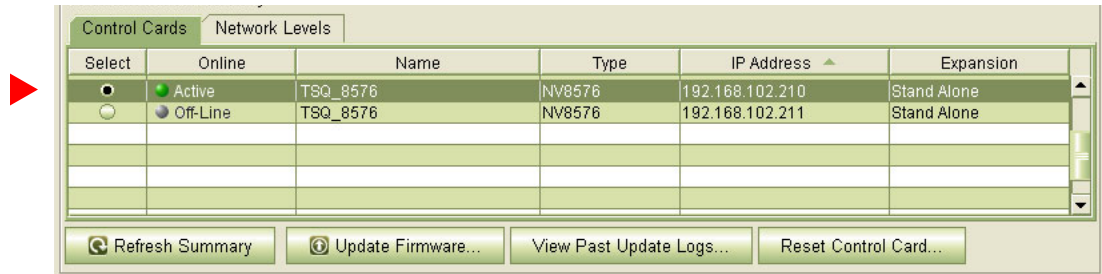 Control Cards Network Levels
Select Online Name Type IP Address Expansion
Active TSQ_8576 NV8576 192.168.102.210 Stand Alone
Off-Line TSQ_8576 NV8576 192.168.102.211 Stand Alone
Refresh Summary Update Firmware... View Past Update Logs... Reset Control Card...